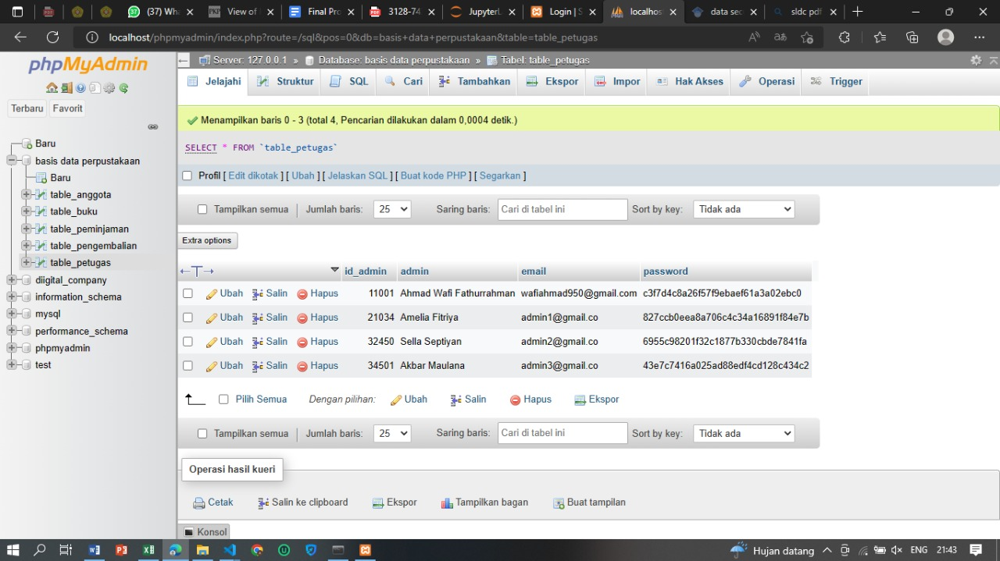 (37) Wh
View of
Final Pro
3128-74
JupyterL
Login | S
localhos
data sec
sldc pdf
localhost/phpmyadmin/index.php?route=/sql&pos=0&db=basis+data+perpustakaan&table=table_petugas
phpMyAdmin
Terbaru Favorit
Baru
basis data perpustakaan
Baru
table_anggota
table_buku
table_peminjaman
table_pengembalian
table_petugas
diigital_company
information_schema
mysql
performance_schema
phpmyadmin
test
Server: 127.0.0.1 » Database: basis data perpustakaan » Tabel: table_petugas
Jelajahi Struktur SQL Cari Tambahkan Ekspor Impor Hak Akses Operasi Trigger
Menampilkan baris 0 - 3 (total 4, Pencarian dilakukan dalam 0,0004 detik.)
SELECT * FROM `table_petugas`
Profil [ Edit dikotak ] [ Ubah ] [ Jelaskan SQL ] [ Buat kode PHP ] [ Segarkan ]
Tampilkan semua | Jumlah baris: 25 Saring baris: Cari di tabel ini Sort by key: Tidak ada
Extra options
←T→ id_admin admin email password
Ubah Salin Hapus 11001 Ahmad Wafi Fathurrahman wafiahmad950@gmail.com c3f7d4c8a26f57f9ebaef61a3a02ebc0
Ubah Salin Hapus 21034 Amelia Fitriya admin1@gmail.co 827ccb0eea8a706c4c34a16891f84e7b
Ubah Salin Hapus 32450 Sella Septiyan admin2@gmail.co 6955c98201f32c1877b330cbde7841fa
Ubah Salin Hapus 34501 Akbar Maulana admin3@gmail.co 43e7c7416a025ad88edf4cd128c434c2
Pilih Semua Dengan pilihan: Ubah Salin Hapus Ekspor
Tampilkan semua | Jumlah baris: 25 Saring baris: Cari di tabel ini Sort by key: Tidak ada
Operasi hasil kueri
Cetak Salin ke clipboard Ekspor Tampilkan bagan Buat tampilan
Konsol
Hujan datang ENG 21:43